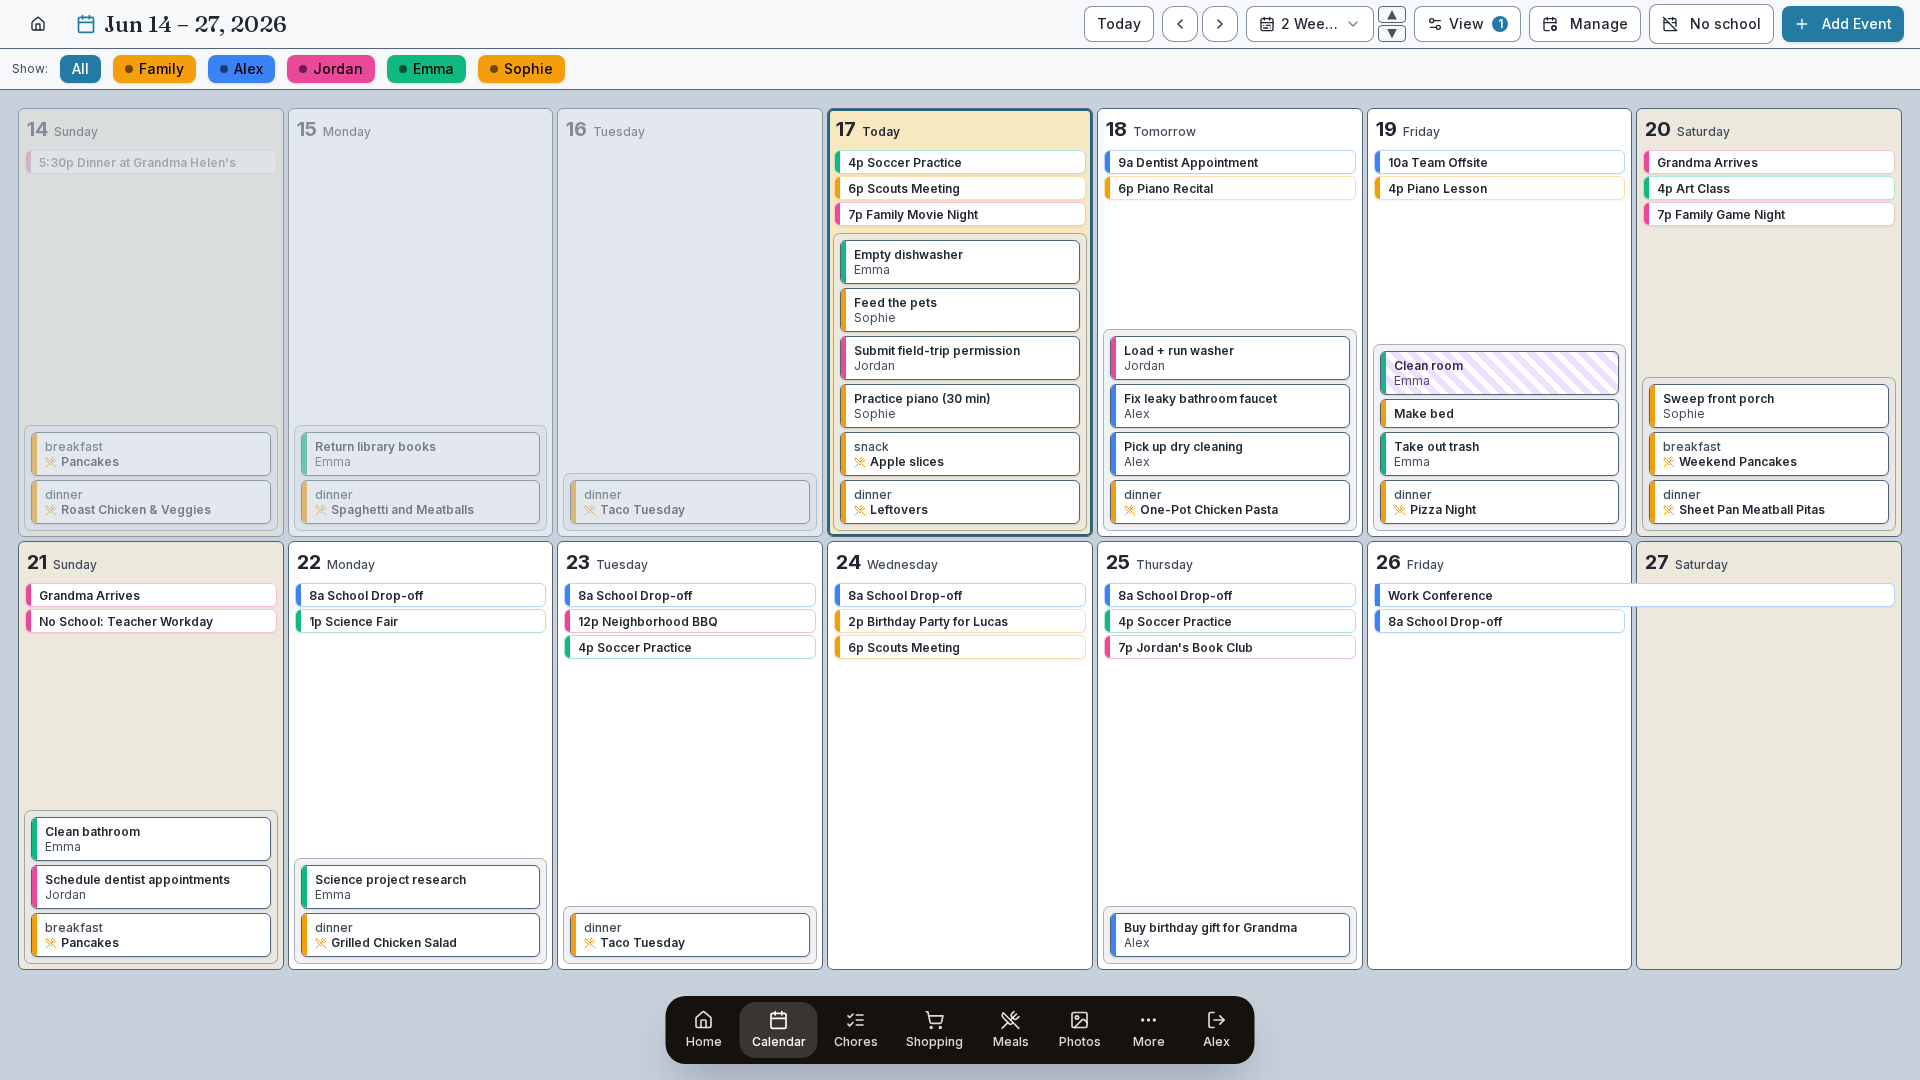 Jun 14 – 27, 2026
Today
2 Wee...
View 1
Manage
No school
Add Event
Show:
All
Family
Alex
Jordan
Emma
Sophie
14 Sunday
5:30p Dinner at Grandma Helen's
breakfast
Pancakes
dinner
Roast Chicken & Veggies
15 Monday
Return library books
Emma
dinner
Spaghetti and Meatballs
16 Tuesday
dinner
Taco Tuesday
17 Today
4p Soccer Practice
6p Scouts Meeting
7p Family Movie Night
Empty dishwasher
Emma
Feed the pets
Sophie
Submit field-trip permission
Jordan
Practice piano (30 min)
Sophie
snack
Apple slices
dinner
Leftovers
18 Tomorrow
9a Dentist Appointment
6p Piano Recital
Load + run washer
Jordan
Fix leaky bathroom faucet
Alex
Pick up dry cleaning
Alex
dinner
One-Pot Chicken Pasta
19 Friday
10a Team Offsite
4p Piano Lesson
Clean room
Emma
Make bed
Take out trash
Emma
dinner
Pizza Night
20 Saturday
Grandma Arrives
4p Art Class
7p Family Game Night
Sweep front porch
Sophie
breakfast
Weekend Pancakes
dinner
Sheet Pan Meatball Pitas
21 Sunday
Grandma Arrives
No School: Teacher Workday
Clean bathroom
Emma
Schedule dentist appointments
Jordan
breakfast
Pancakes
22 Monday
8a School Drop-off
1p Science Fair
Science project research
Emma
dinner
Grilled Chicken Salad
23 Tuesday
8a School Drop-off
12p Neighborhood BBQ
4p Soccer Practice
dinner
Taco Tuesday
24 Wednesday
8a School Drop-off
2p Birthday Party for Lucas
6p Scouts Meeting
25 Thursday
8a School Drop-off
4p Soccer Practice
7p Jordan's Book Club
Buy birthday gift for Grandma
Alex
26 Friday
Work Conference
8a School Drop-off
27 Saturday
Home
Calendar
Chores
Shopping
Meals
Photos
More
Alex